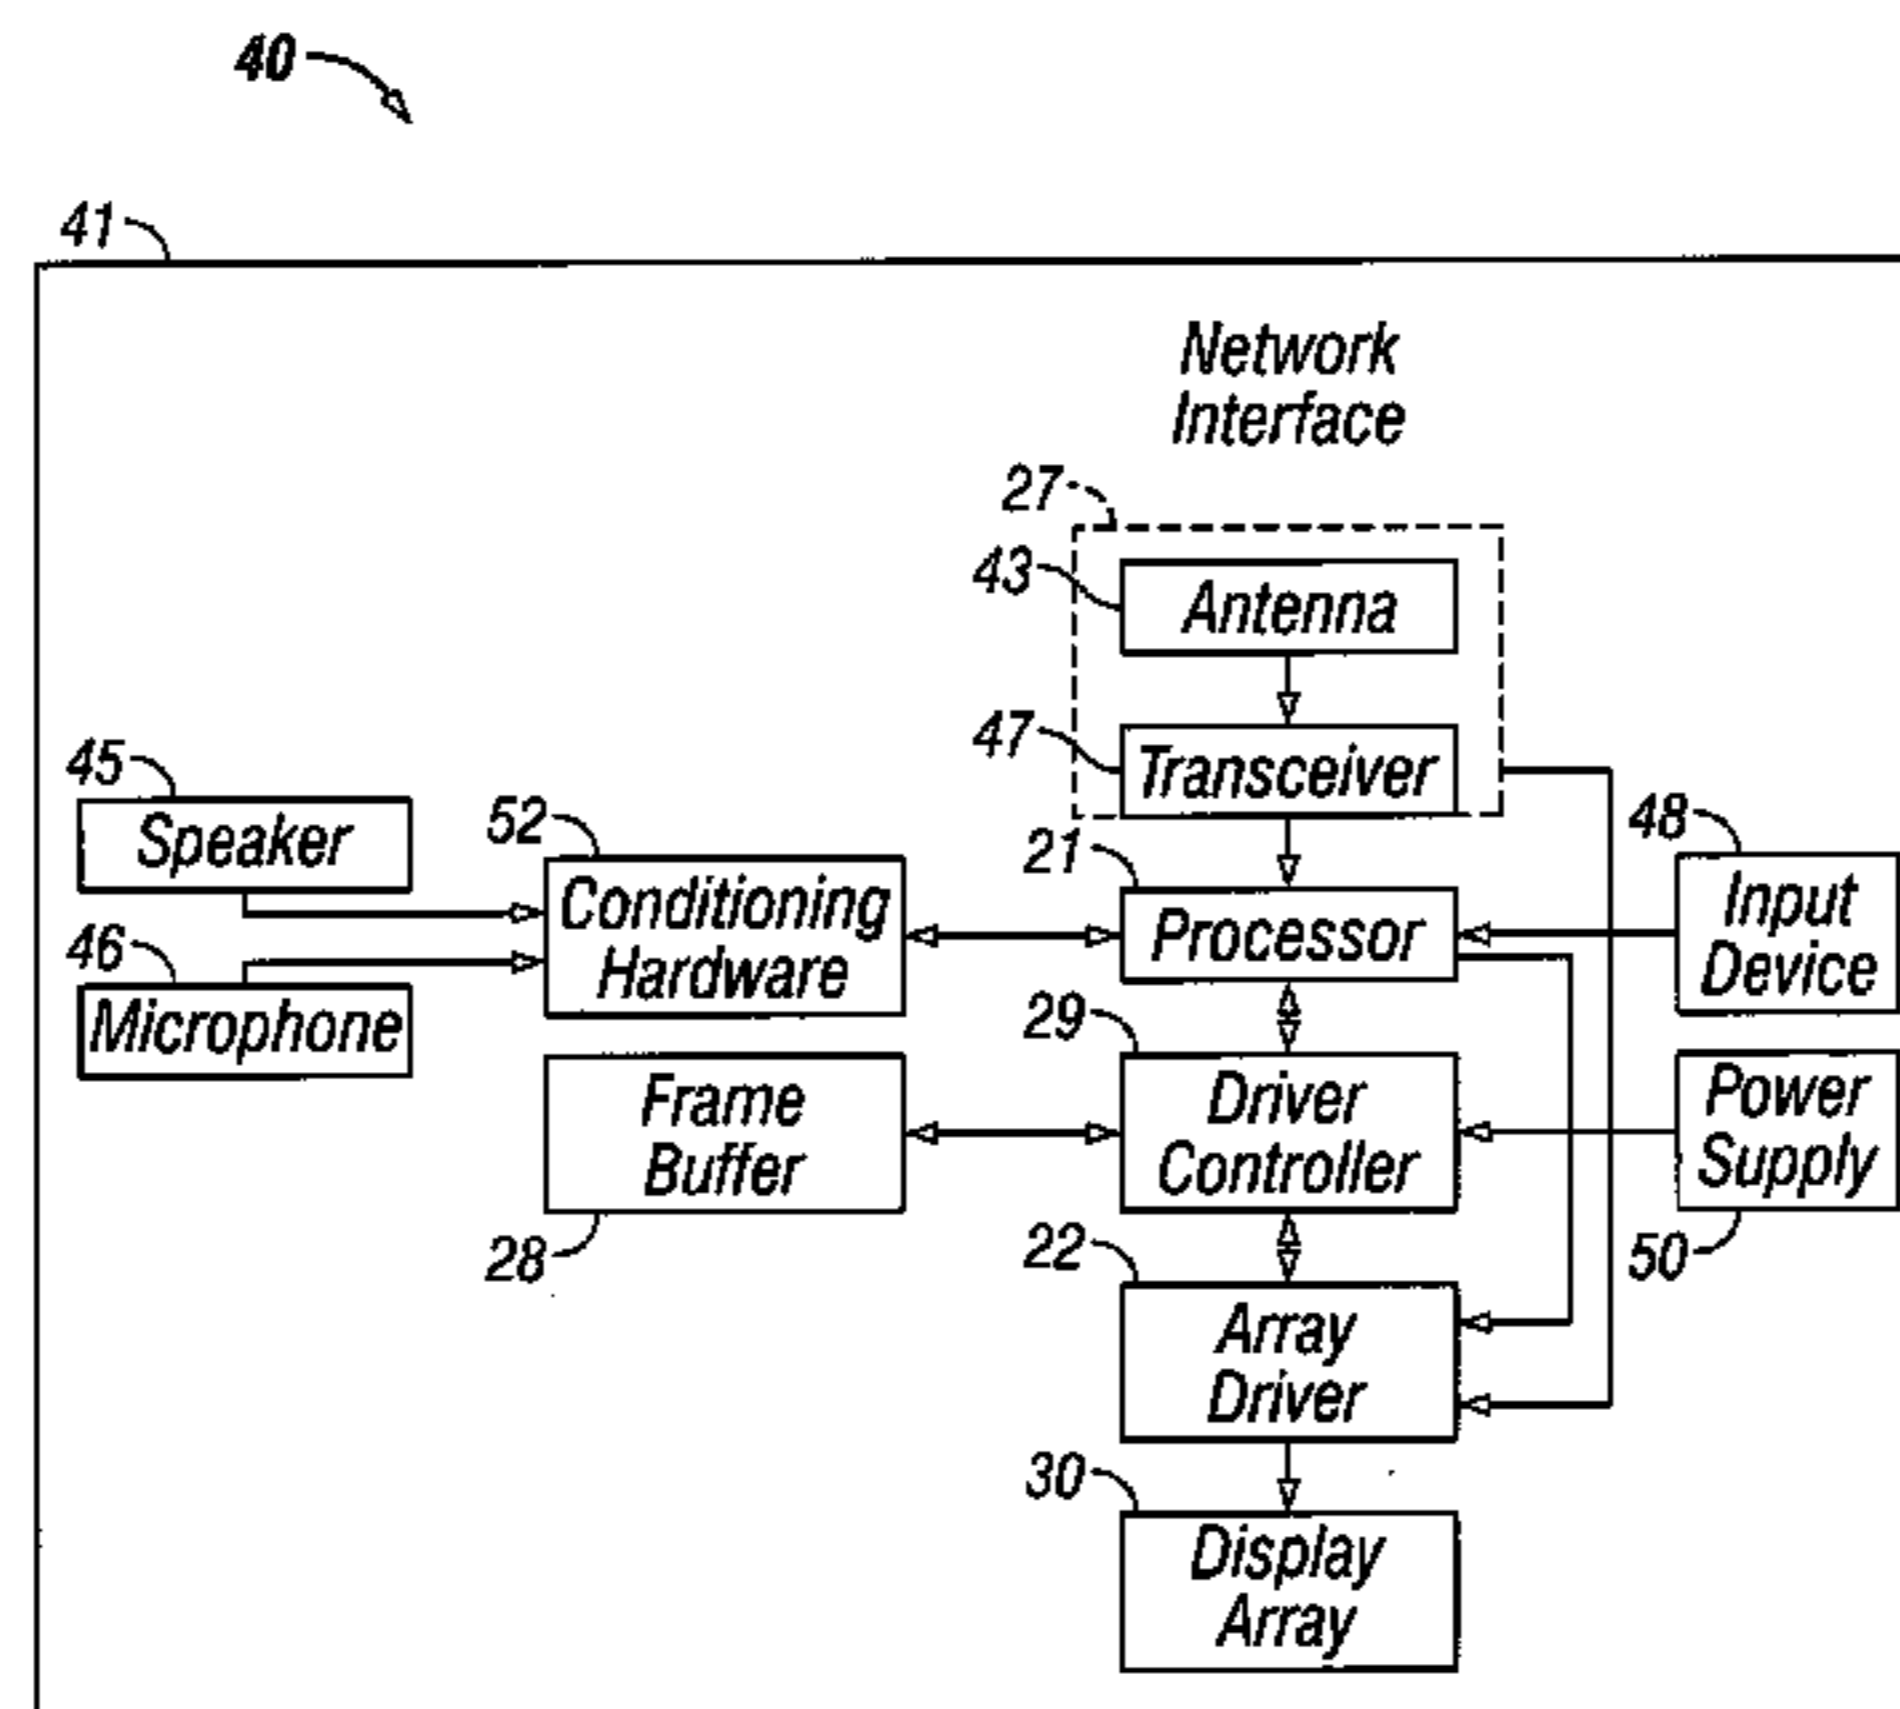 40
41
Network
Interface
27
43
Antenna
47
Transceiver
45
Speaker
52
Conditioning
Hardware
21
Processor
48
Input
Device
46
Microphone
29
Driver
Controller
Frame
Buffer
28
Power
Supply
50
22
Array
Driver
30
Display
Array